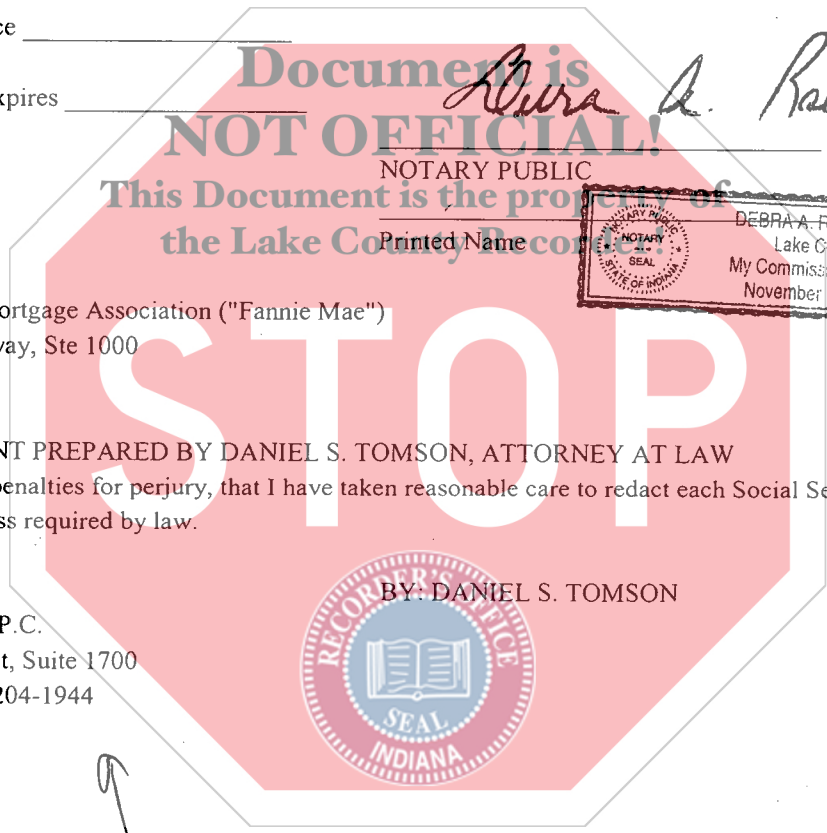 ce
Document is
xpires
NOT OFFICIAL!
NOTARY PUBLIC
This Document is the property of
the Lake County Recorder!
Printed Name
NOTARY PUBLIC
NOTARY
SEAL
STATE OF INDIANA
DEBRA A. R
Lake C
My Commiss
November
ortgage Association ("Fannie Mae")
vay, Ste 1000
STOP
NT PREPARED BY DANIEL S. TOMSON, ATTORNEY AT LAW
penalties for perjury, that I have taken reasonable care to redact each Social Se
ss required by law.
BY: DANIEL S. TOMSON
RECORDER'S OFFICE
SEAL
INDIANA
P.C.
t, Suite 1700
204-1944